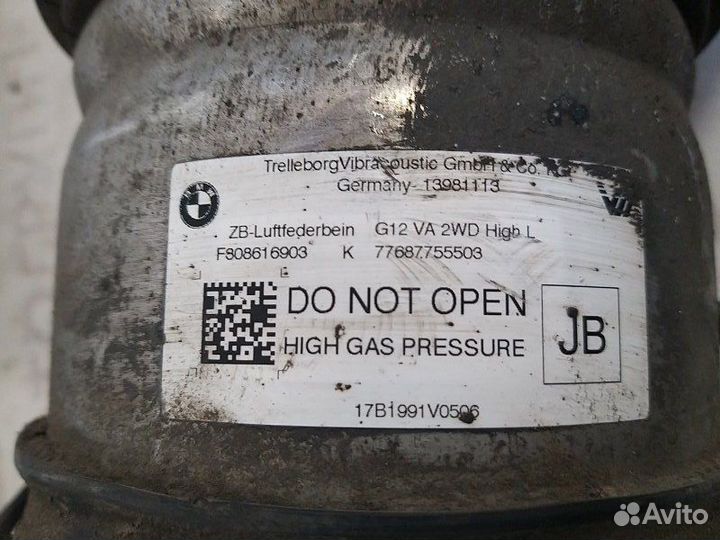 TrelleborgVibracoustic GmbH & Co. KG
Germany 13981113
BMW
ZB-Luftfederbein G12 VA 2WD High L
F808616903 K 77687755503
DO NOT OPEN
JB
HIGH GAS PRESSURE
17B1991V0506
Avito